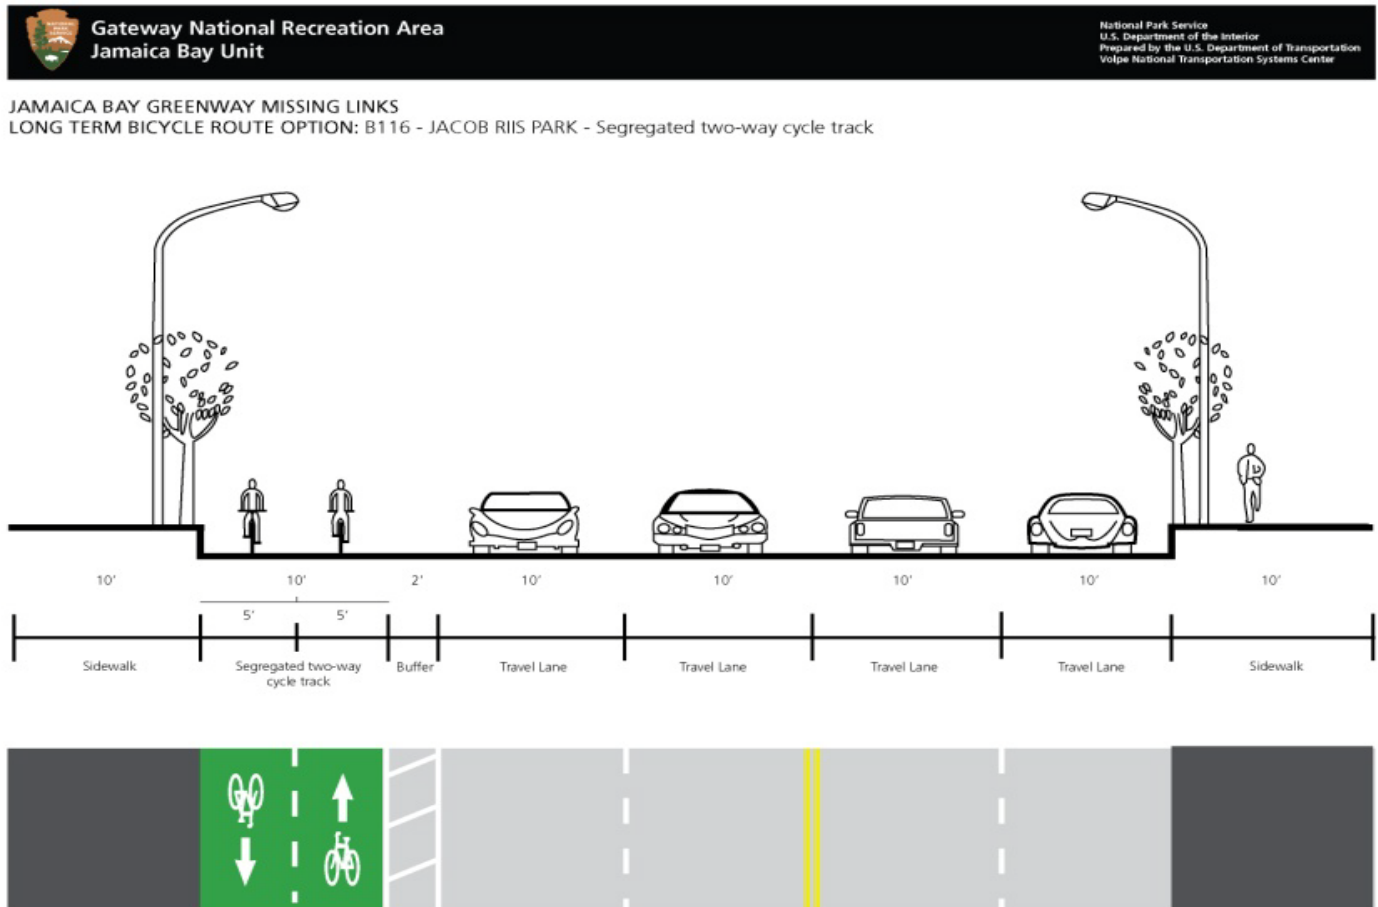 NATIONAL
PARK
SERVICE
Gateway National Recreation Area
Jamaica Bay Unit
National Park Service
U.S. Department of the Interior
Prepared by the U.S. Department of Transportation
Volpe National Transportation Systems Center
JAMAICA BAY GREENWAY MISSING LINKS
LONG TERM BICYCLE ROUTE OPTION: B116 - JACOB RIIS PARK - Segregated two-way cycle track
10' 10' 2' 10' 10' 10' 10' 10'
5' 5'
Sidewalk Segregated two-way Buffer Travel Lane Travel Lane Travel Lane Travel Lane Sidewalk
cycle track